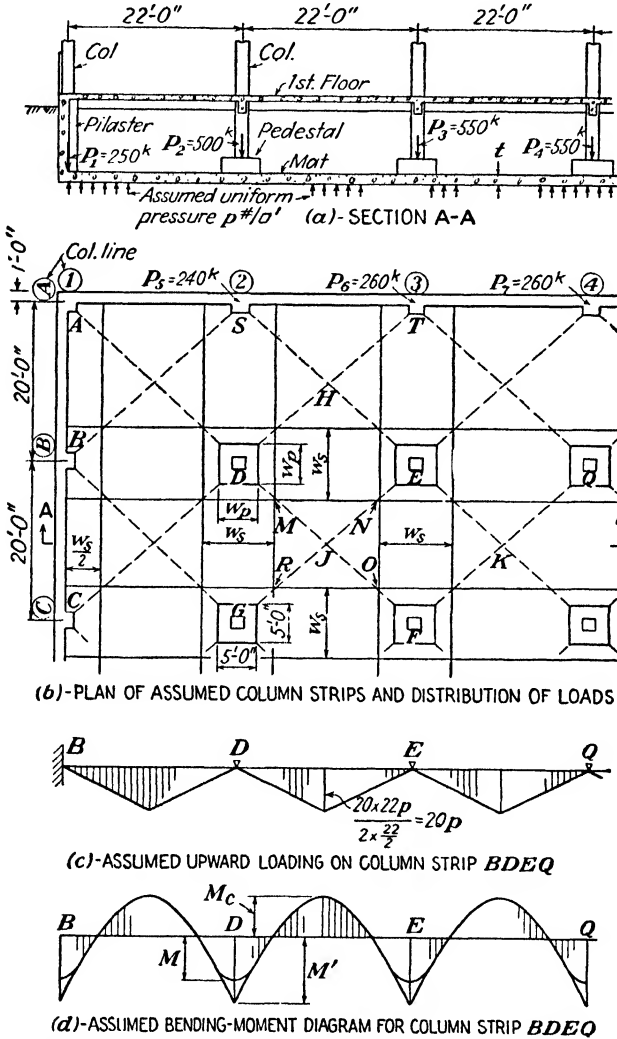 22'-0" 22'-0" 22'-0"
Col Col.
1st. Floor
Pilaster P₂=500ᵏ Pedestal P₃=550ᵏ
P₁=250ᵏ Mat P₄=550ᵏ t
Assumed uniform
pressure p#/□' (a)-SECTION A-A
1'-0" Col. line
A 1 P₅=240ᵏ 2 P₆=260ᵏ 3 P₇=260ᵏ 4
A S T
20'-0" H
B B D Wp Ws E Q
A Wp M N
20'-0" Ws/2 Ws J Ws K
R O
C C G 5'-0" Ws F
5'-0"
(b)-PLAN OF ASSUMED COLUMN STRIPS AND DISTRIBUTION OF LOADS
B D E Q
20×22p / 2×22/2 =20p
(c)-ASSUMED UPWARD LOADING ON COLUMN STRIP BDEQ
B Mc D E Q
M M'
(d)-ASSUMED BENDING-MOMENT DIAGRAM FOR COLUMN STRIP BDEQ